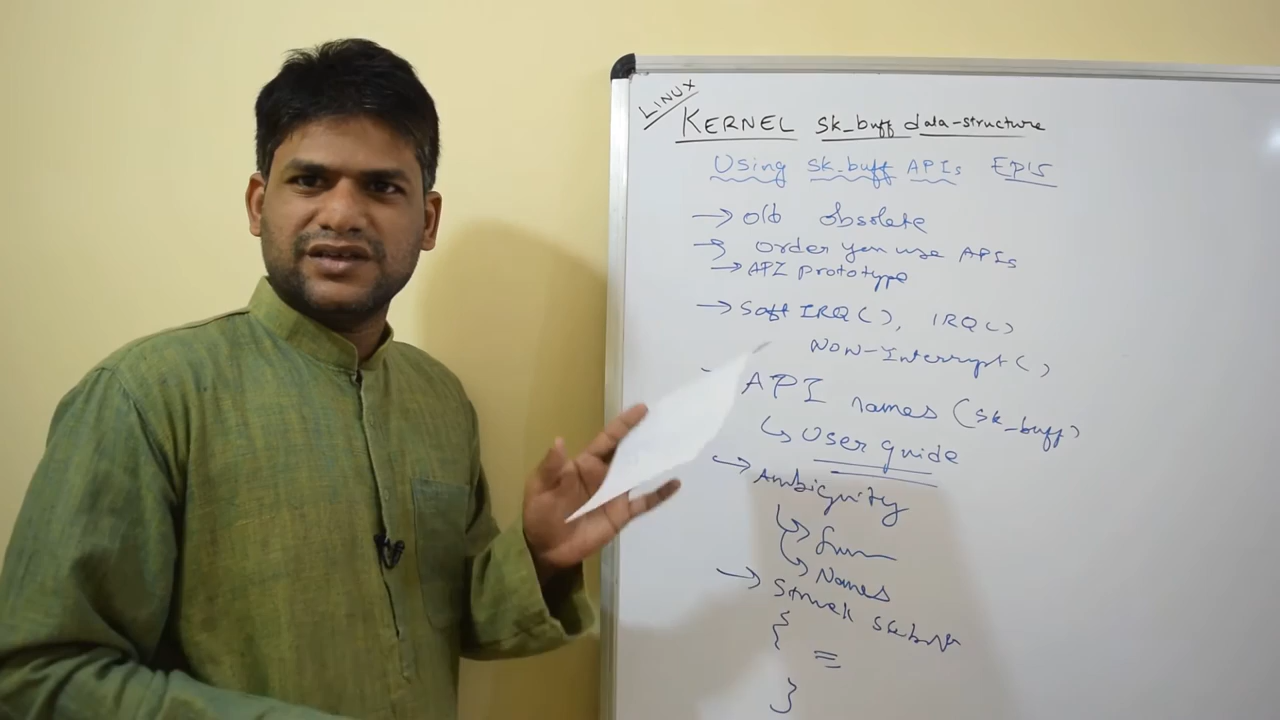 LINUX
KERNEL sk_buff data-structure
Using sk_buff APIs EP15
→ old obsolete
→ order you use APIs
→ API prototype
→ Soft IRQ(), IRQ()
NON-Interrupt()
API names (sk_buff)
↳ User guide
→ Ambiguity
↳
↳ Names
→ Struct sk_buff
{
}